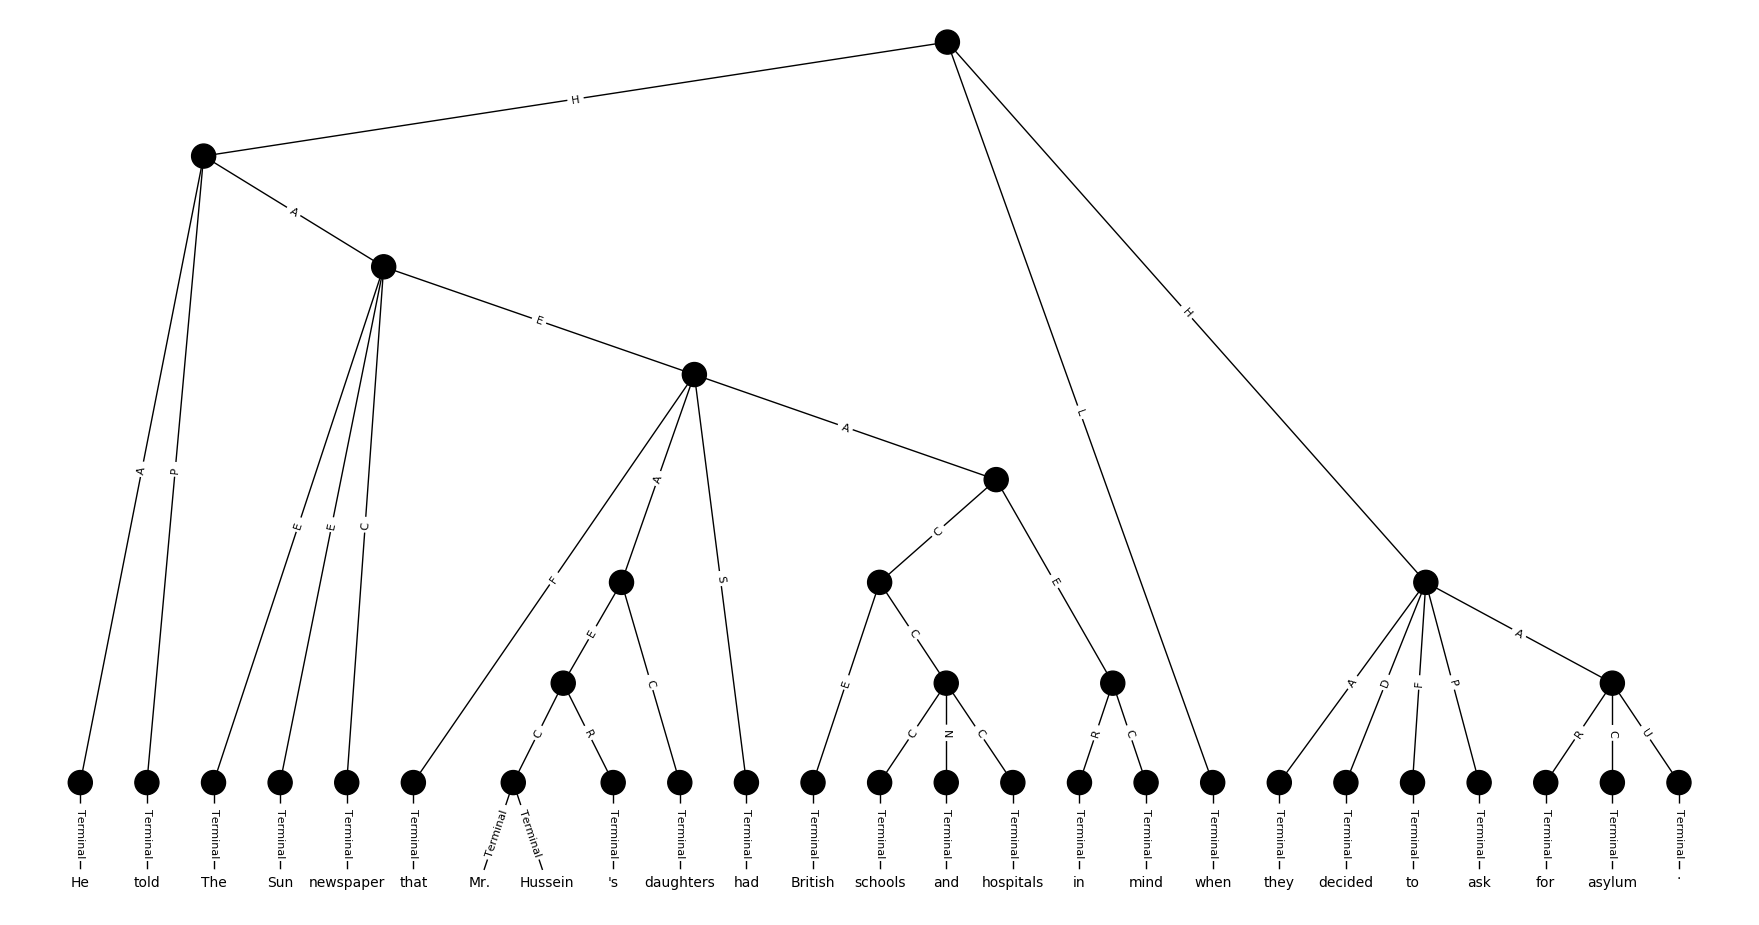 H
A
E
A
H
L
A
P
E
E
C
F
A
S
C
E
E
C
E
C
A
D
F
P
A
C
R
C
N
C
R
C
R
C
U
Terminal Terminal Terminal Terminal Terminal Terminal Terminal Terminal Terminal Terminal Terminal Terminal Terminal Terminal Terminal Terminal Terminal Terminal Terminal Terminal Terminal Terminal Terminal Terminal Terminal
He told The Sun newspaper that Mr. Hussein 's daughters had British schools and hospitals in mind when they decided to ask for asylum .